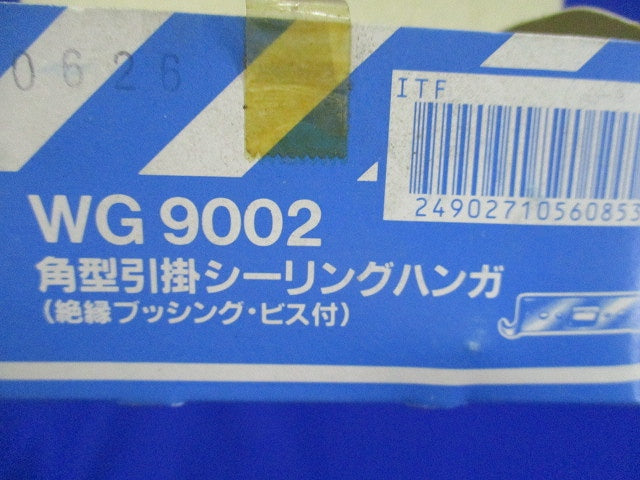 0626
ITF
2490271056085
WG 9002
角型引掛シーリングハンガ
(絶縁ブッシング・ビス付)